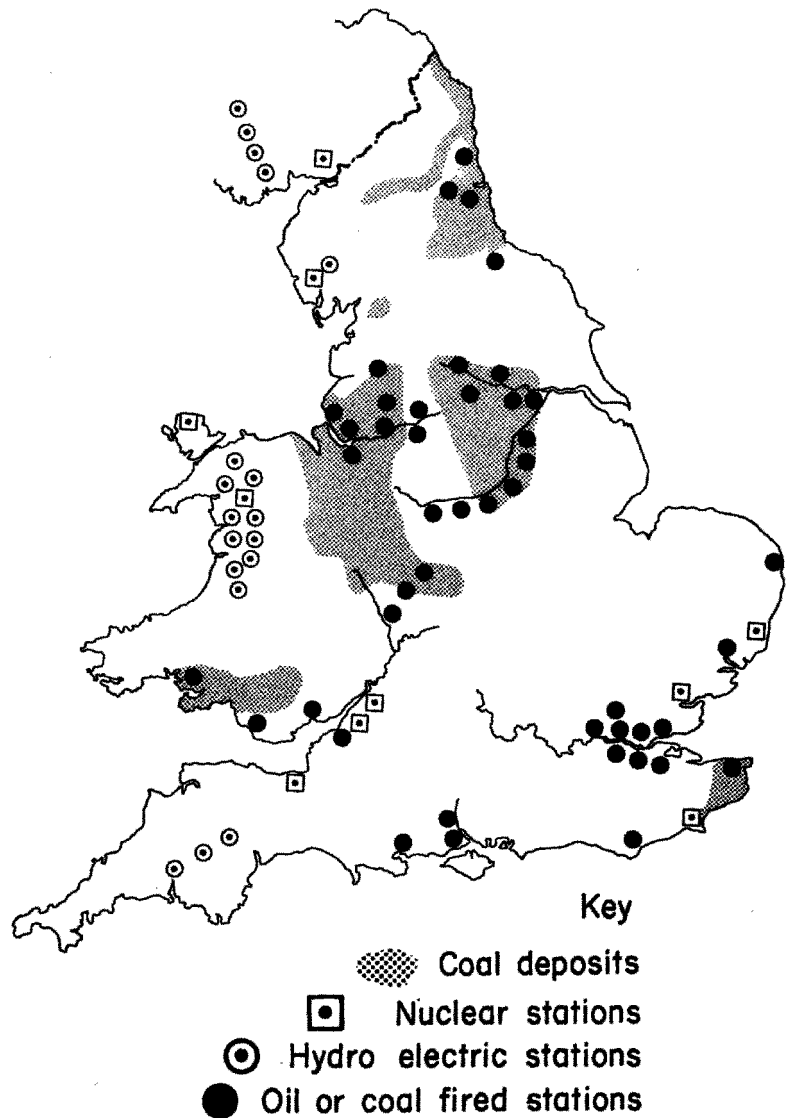 Key
Coal deposits
Nuclear stations
Hydro electric stations
Oil or coal fired stations